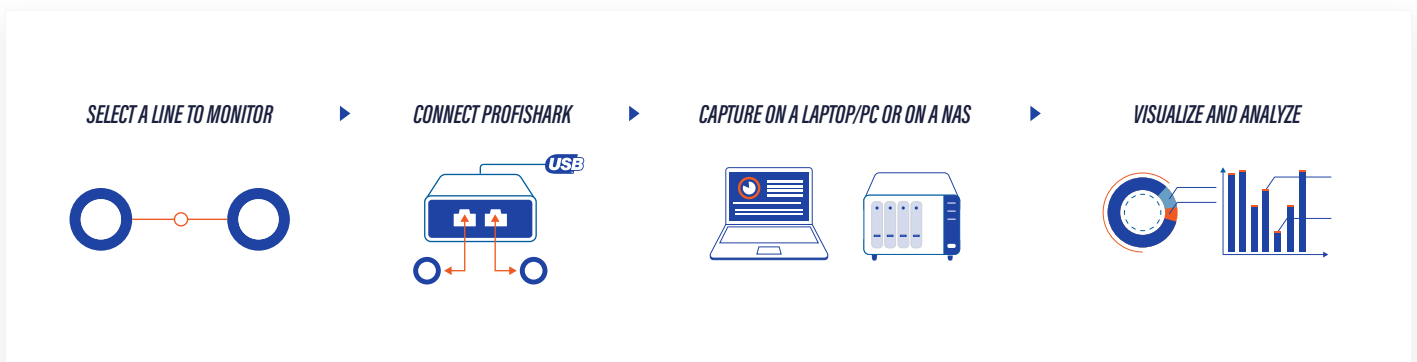 SELECT A LINE TO MONITOR
CONNECT PROFISHARK
CAPTURE ON A LAPTOP/PC OR ON A NAS
VISUALIZE AND ANALYZE
USB